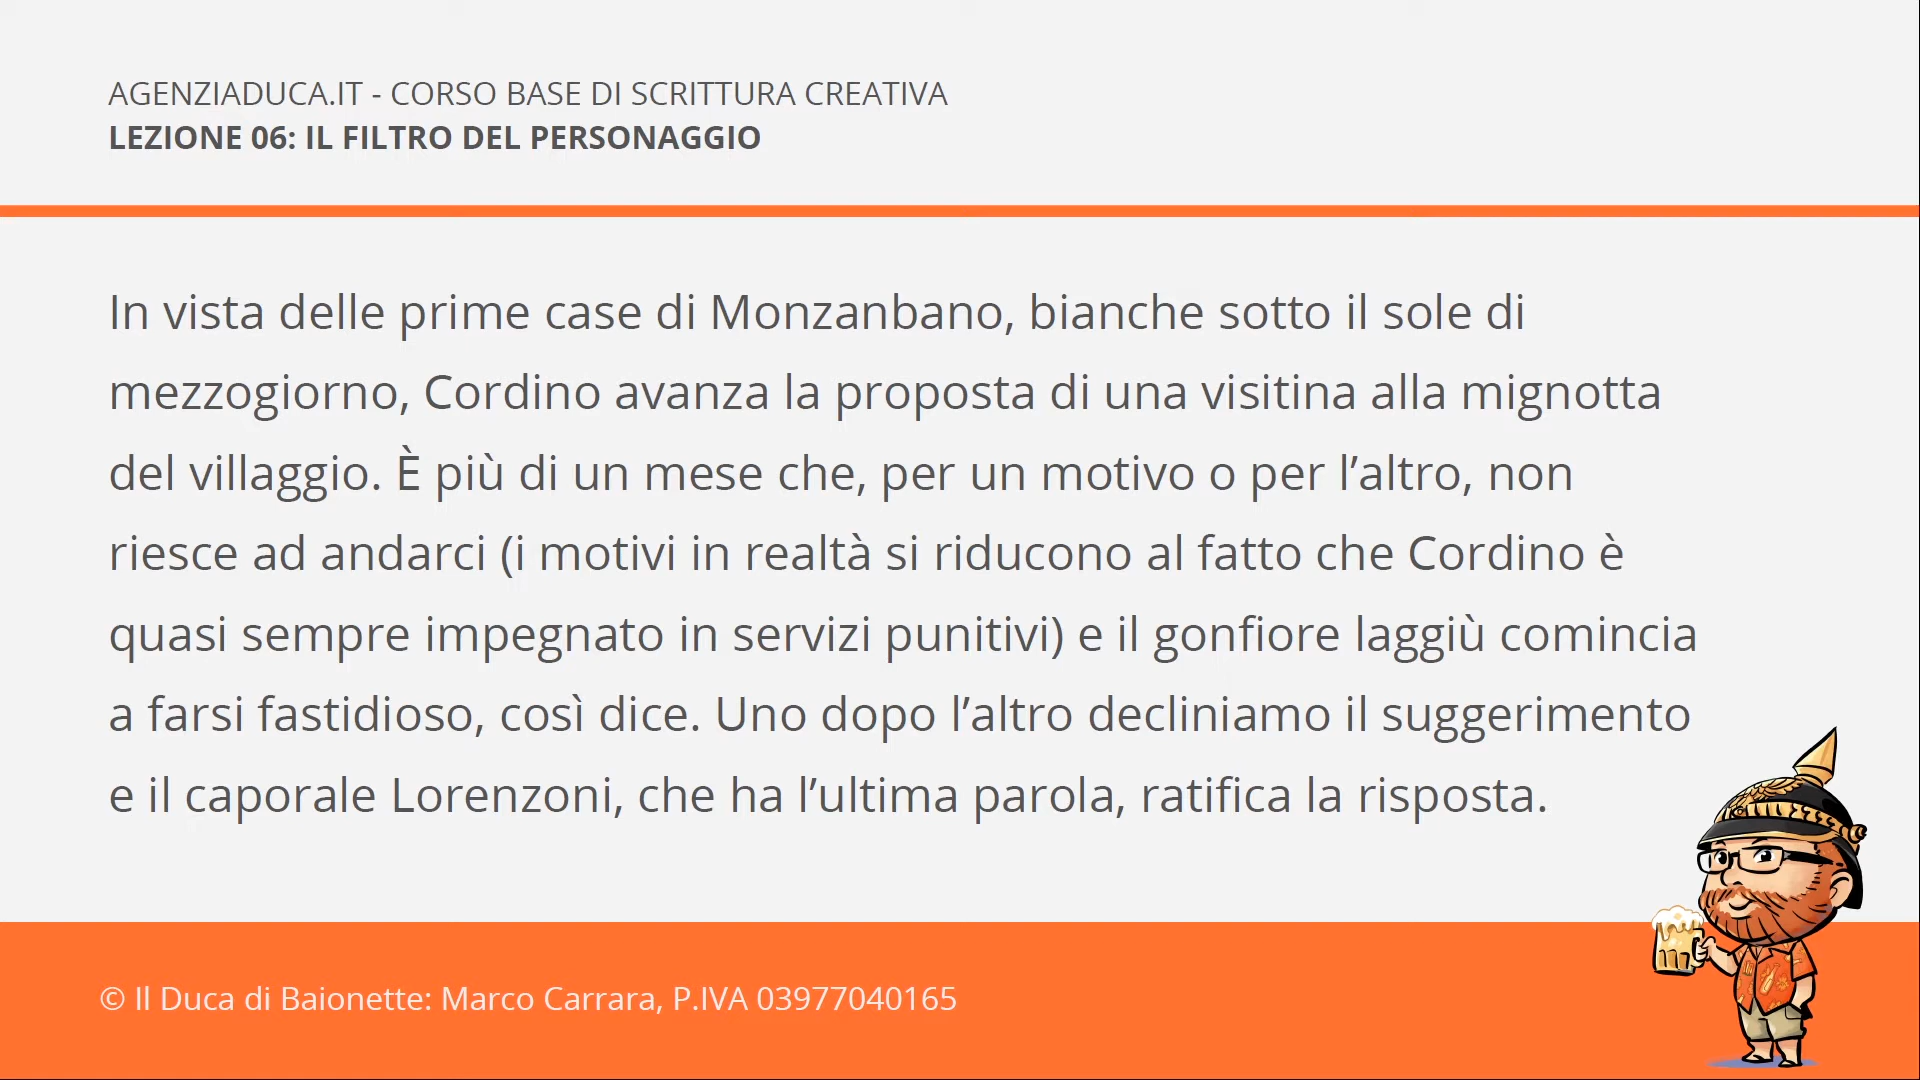 AGENZIADUCA.IT - CORSO BASE DI SCRITTURA CREATIVA
LEZIONE 06: IL FILTRO DEL PERSONAGGIO
In vista delle prime case di Monzanbano, bianche sotto il sole di
mezzogiorno, Cordino avanza la proposta di una visitina alla mignotta
del villaggio. È più di un mese che, per un motivo o per l’altro, non
riesce ad andarci (i motivi in realtà si riducono al fatto che Cordino è
quasi sempre impegnato in servizi punitivi) e il gonfiore laggiù comincia
a farsi fastidioso, così dice. Uno dopo l’altro decliniamo il suggerimento
e il caporale Lorenzoni, che ha l’ultima parola, ratifica la risposta.
© Il Duca di Baionette: Marco Carrara, P.IVA 03977040165